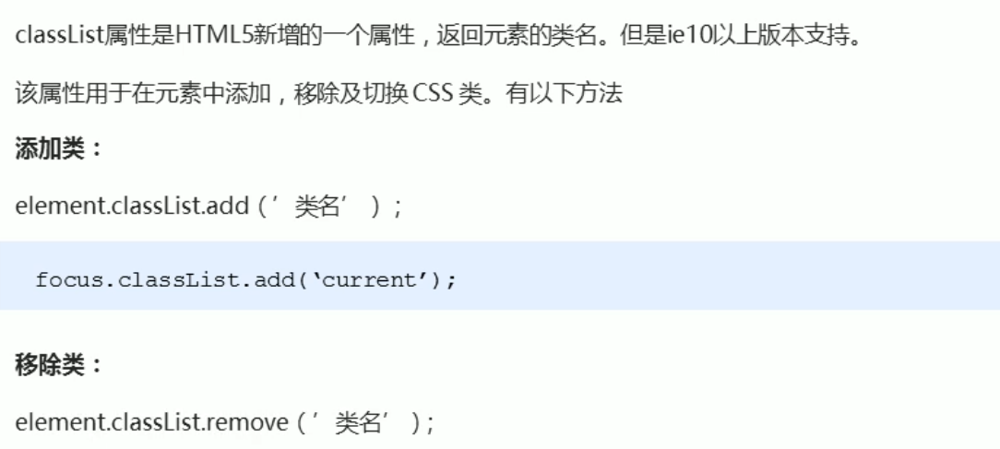 classList属性是HTML5新增的一个属性，返回元素的类名。但是ie10以上版本支持。
该属性用于在元素中添加，移除及切换 CSS 类。有以下方法
添加类：
element.classList.add（’类名’）;
focus.classList.add(‘current’);
移除类：
element.classList.remove（’类名’）;